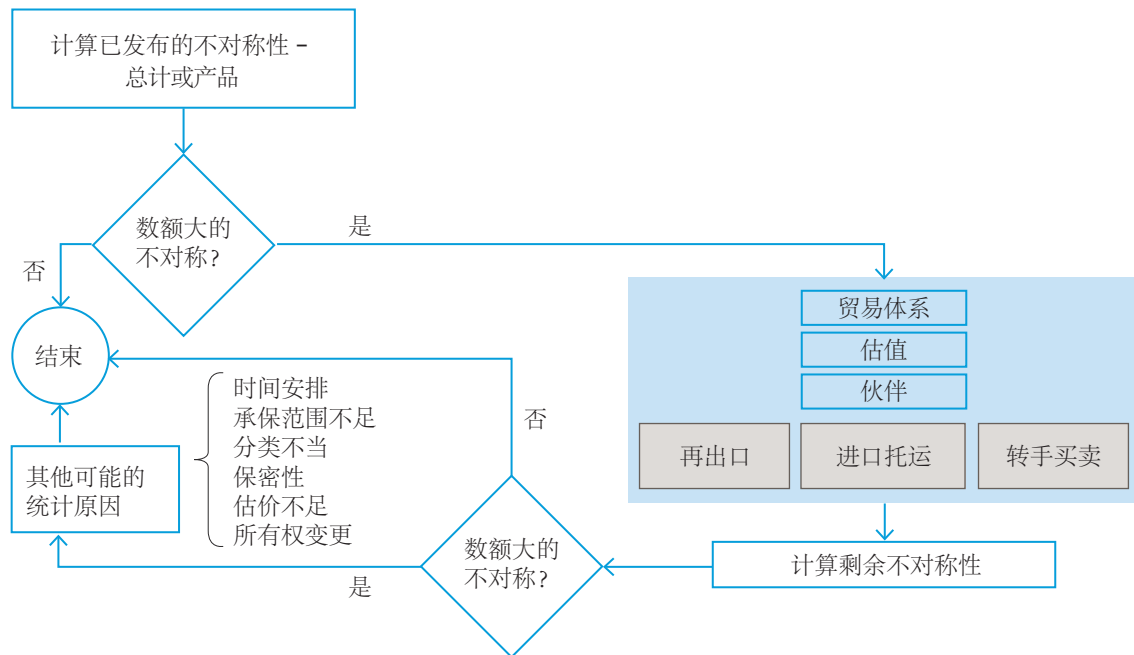 计算已发布的不对称性 –
总计或产品
数额大的
不对称?
是
否
贸易体系
估值
伙伴
再出口
进口托运
转手买卖
结束
时间安排
承保范围不足
分类不当
保密性
估价不足
所有权变更
否
其他可能的
统计原因
数额大的
不对称?
计算剩余不对称性
是